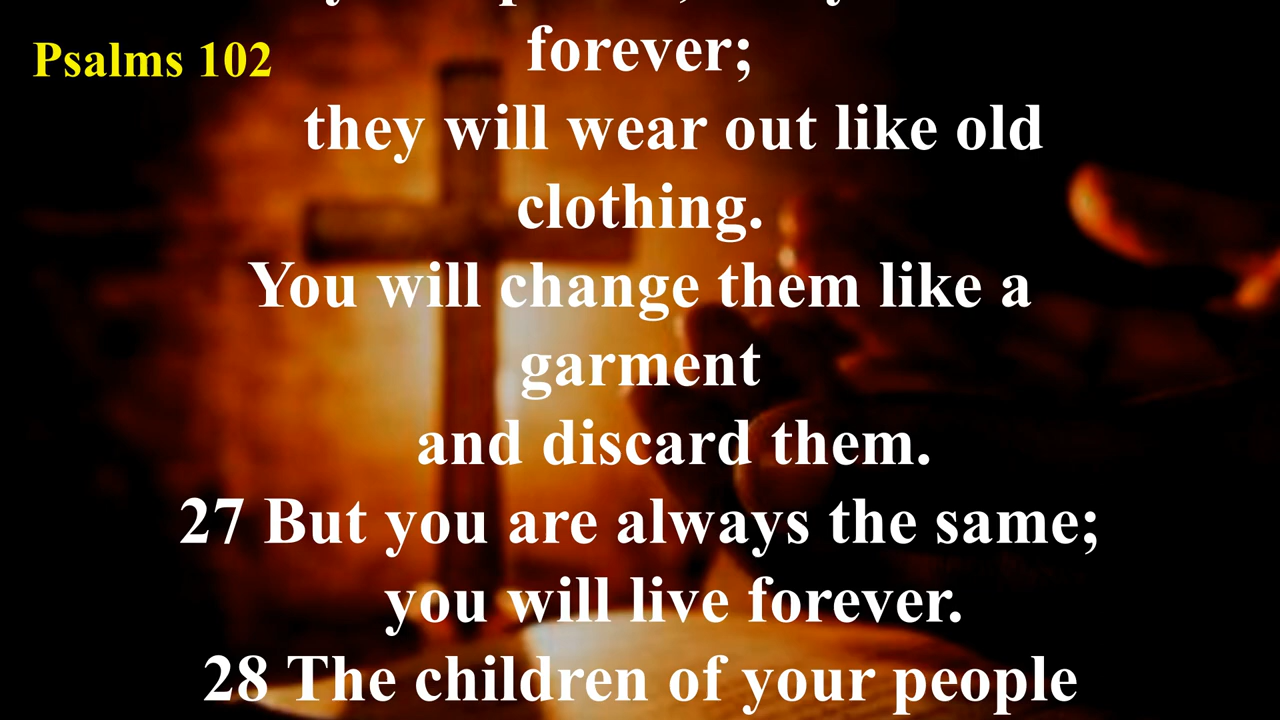 Psalms 102
forever;
they will wear out like old
clothing.
You will change them like a
garment
and discard them.
27 But you are always the same;
you will live forever.
28 The children of your people